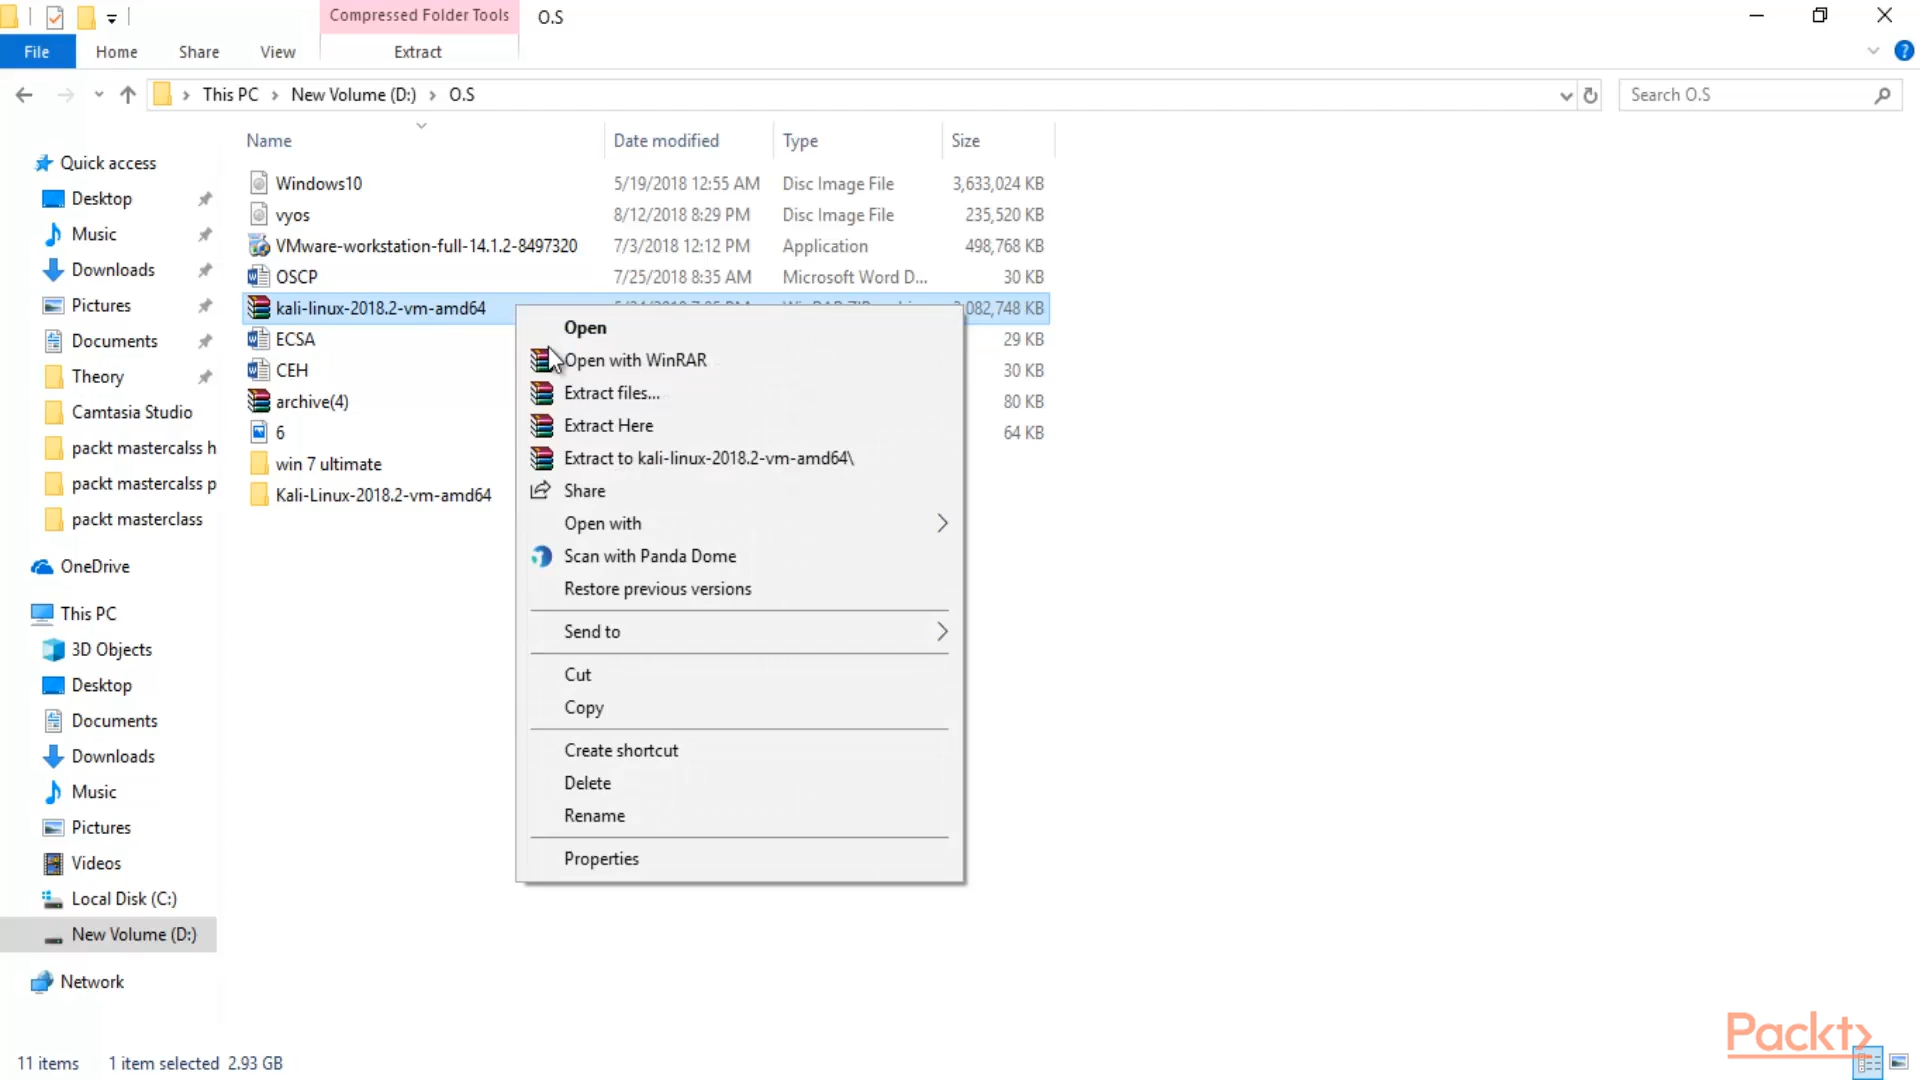 Compressed Folder Tools O.S
File Home Share View Extract
This PC New Volume (D:) O.S Search O.S
Name Date modified Type Size
Quick access
Desktop
Music
Downloads
Pictures
Documents
Theory
Camtasia Studio
packt mastercalss h
packt mastercalss p
packt masterclass
OneDrive
This PC
3D Objects
Desktop
Documents
Downloads
Music
Pictures
Videos
Local Disk (C:)
New Volume (D:)
Network
Windows10 5/19/2018 12:55 AM Disc Image File 3,633,024 KB
vyos 8/12/2018 8:29 PM Disc Image File 235,520 KB
VMware-workstation-full-14.1.2-8497320 7/3/2018 12:12 PM Application 498,768 KB
OSCP 7/25/2018 8:35 AM Microsoft Word D... 30 KB
kali-linux-2018.2-vm-amd64 082,748 KB
ECSA 29 KB
CEH 30 KB
archive(4) 80 KB
6 64 KB
win 7 ultimate
Kali-Linux-2018.2-vm-amd64
Open
Open with WinRAR
Extract files...
Extract Here
Extract to kali-linux-2018.2-vm-amd64\
Share
Open with
Scan with Panda Dome
Restore previous versions
Send to
Cut
Copy
Create shortcut
Delete
Rename
Properties
11 items 1 item selected 2.93 GB
Packt